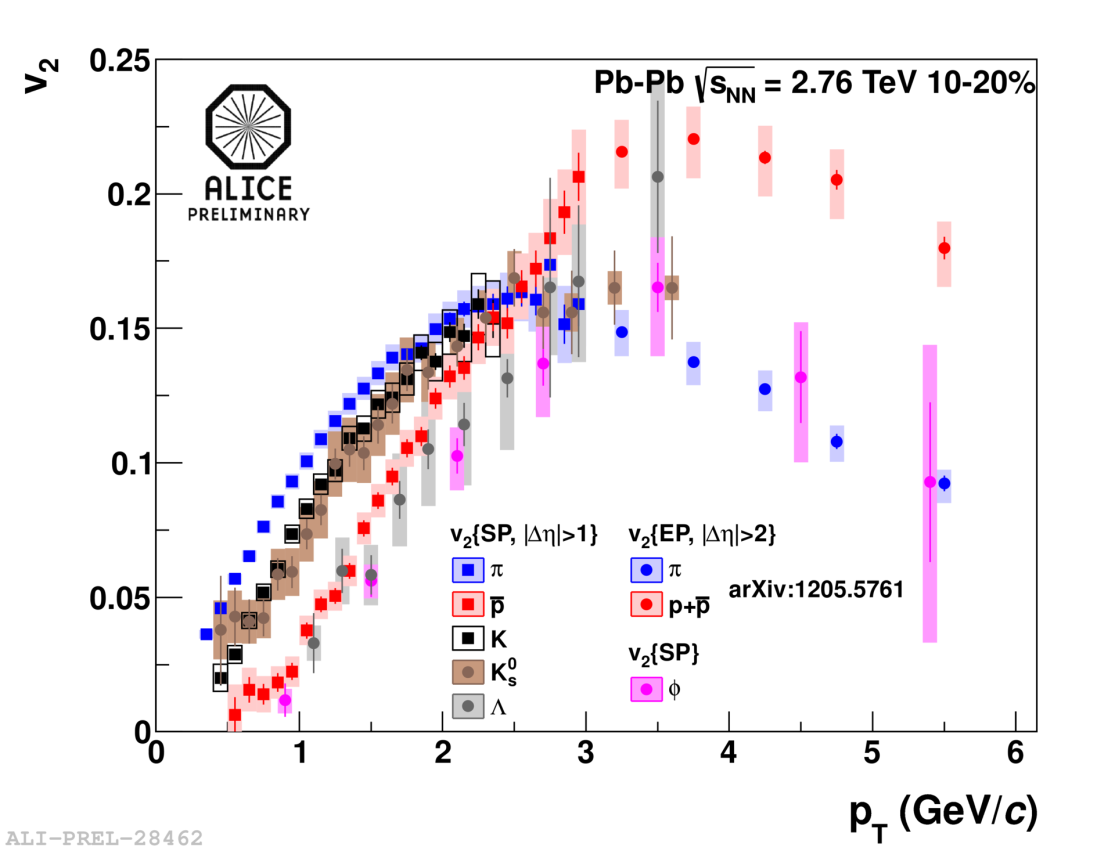 v₂
0.25
0.2
0.15
0.1
0.05
0
ALICE
PRELIMINARY
Pb-Pb √sNN = 2.76 TeV 10-20%
v₂{SP, |Δη|>1}
π
p̅
K
K⁰s
Λ
v₂{EP, |Δη|>2}
π
p+p̅
arXiv:1205.5761
v₂{SP}
ϕ
0 1 2 3 4 5 6
pT (GeV/c)
ALI-PREL-28462